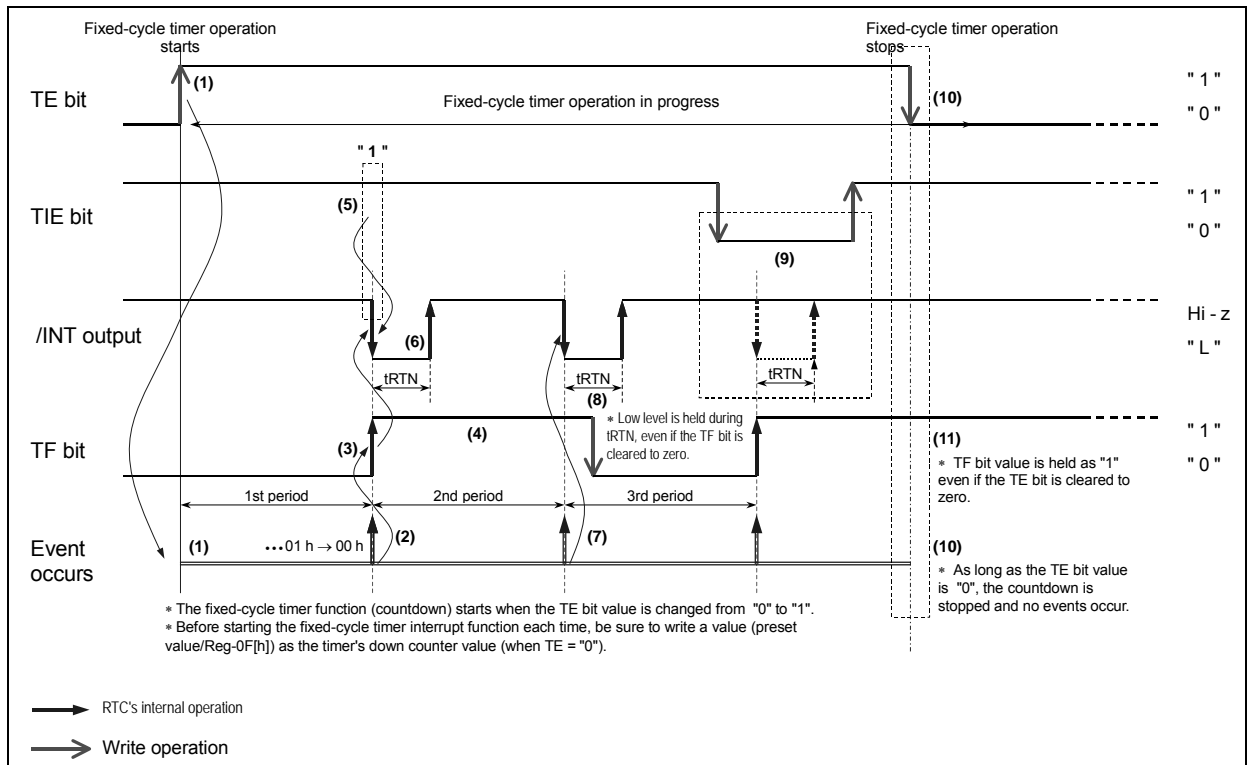 Fixed-cycle timer operation
starts
Fixed-cycle timer operation
stops
TE bit
(1)
Fixed-cycle timer operation in progress
(10)
" 1 "
" 0 "
" 1 "
TIE bit
(5)
(9)
" 1 "
" 0 "
/INT output
(6)
tRTN
tRTN
(8)
tRTN
Hi - z
" L "
TF bit
(3)
(4)
* Low level is held during
tRTN, even if the TF bit is
cleared to zero.
(11)
* TF bit value is held as "1"
even if the TE bit is cleared to
zero.
" 1 "
" 0 "
1st period
2nd period
3rd period
Event
occurs
(1)
•••01 h → 00 h
(2)
(7)
(10)
* As long as the TE bit value
is "0", the countdown is
stopped and no events occur.
* The fixed-cycle timer function (countdown) starts when the TE bit value is changed from "0" to "1".
* Before starting the fixed-cycle timer interrupt function each time, be sure to write a value (preset
value/Reg-0F[h]) as the timer's down counter value (when TE = "0").
RTC's internal operation
Write operation